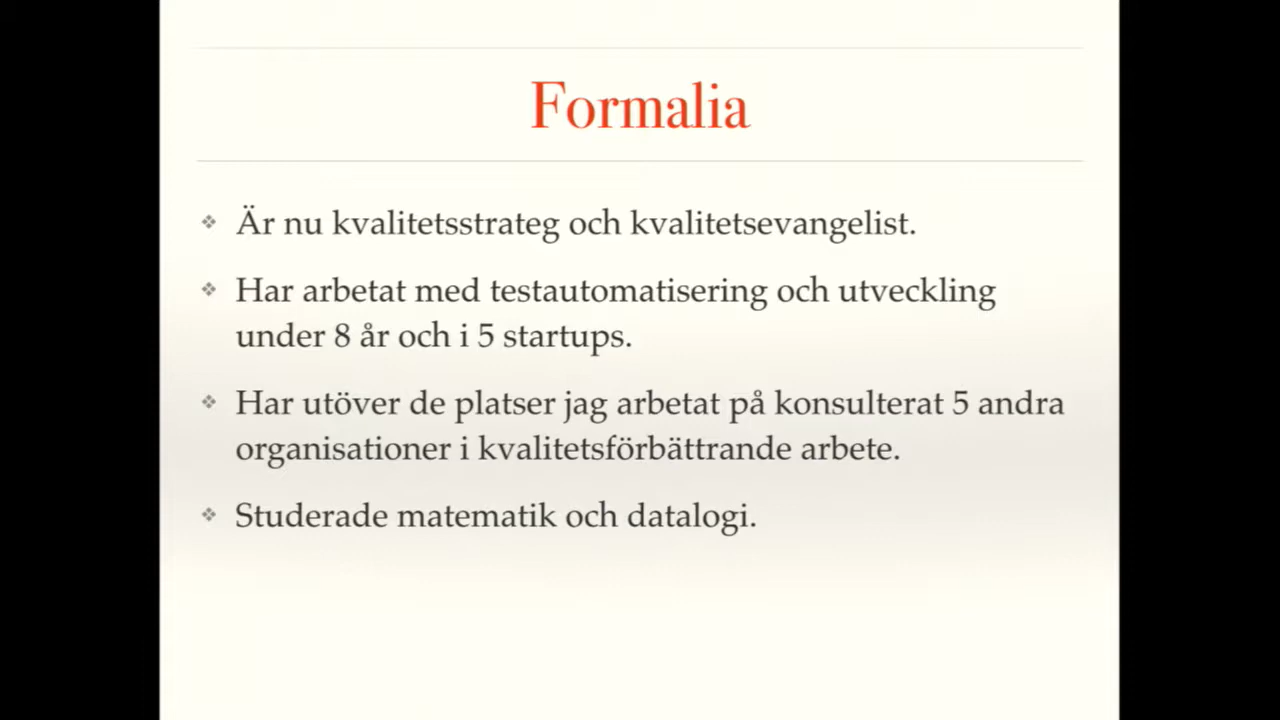 Formalia
❖ Är nu kvalitetsstrateg och kvalitetsevangelist.
❖ Har arbetat med testautomatisering och utveckling
under 8 år och i 5 startups.
❖ Har utöver de platser jag arbetat på konsulterat 5 andra
organisationer i kvalitetsförbättrande arbete.
❖ Studerade matematik och datalogi.